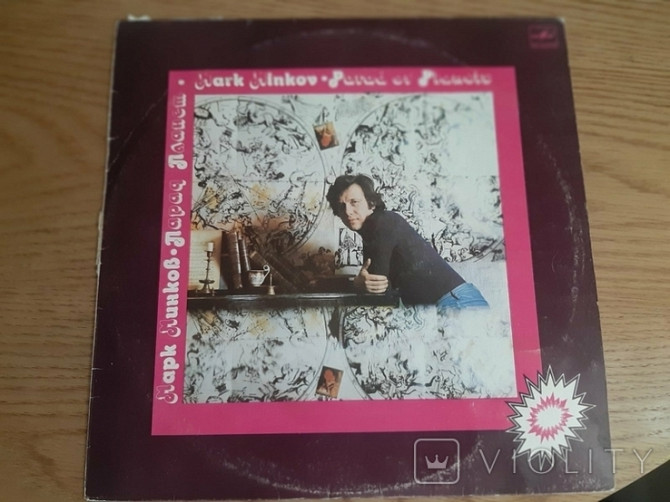 Mark Minkov • Parad of Planets
Марк Минков • Парад Планет •
VIOLITY